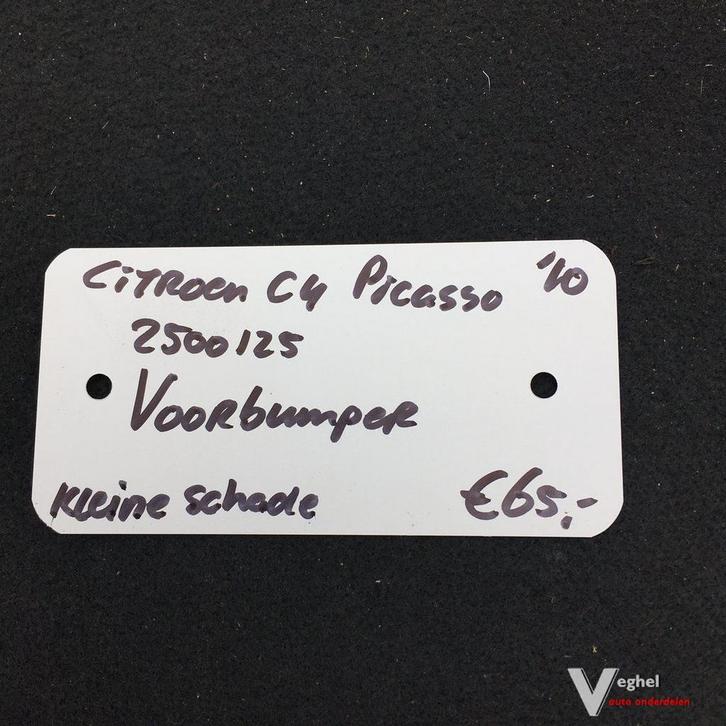 Citroen C4 Picasso '10
2500125
Voorbumper
Kleine schade €65,-
Veghel
auto onderdelen